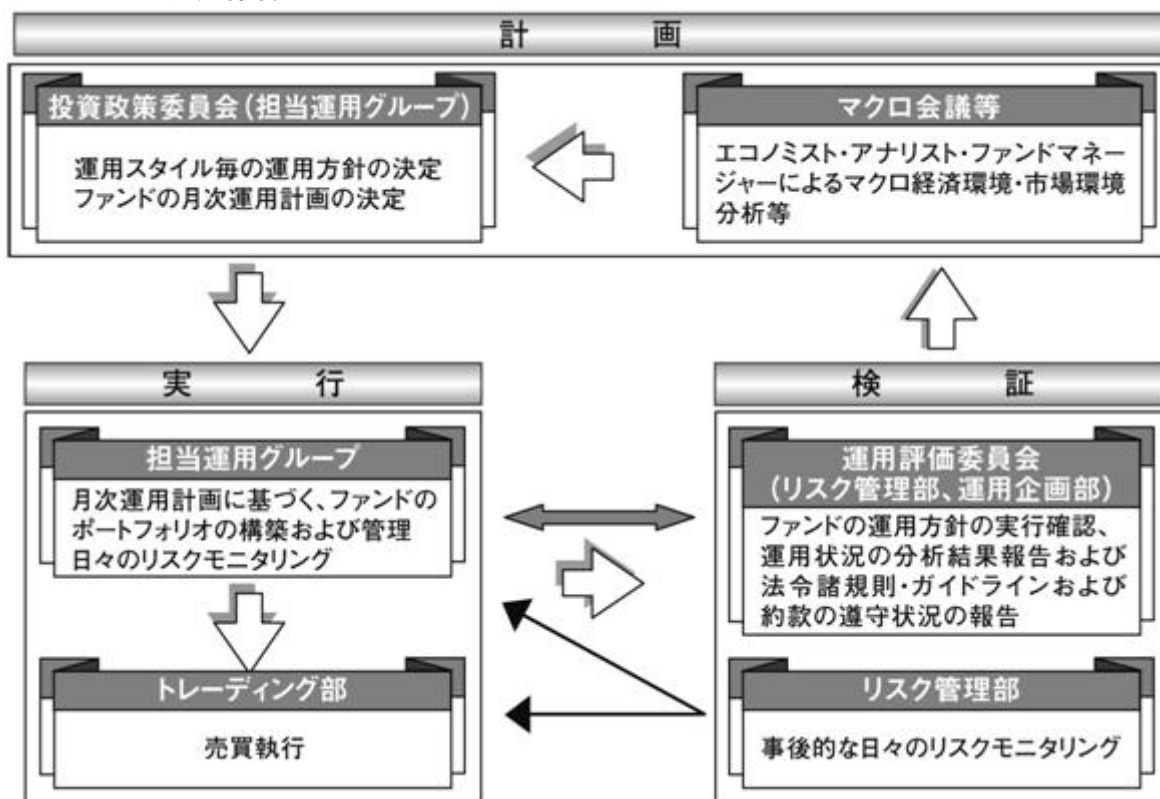 計 画
投資政策委員会(担当運用グループ)
運用スタイル毎の運用方針の決定
ファンドの月次運用計画の決定
マクロ会議等
エコノミスト・アナリスト・ファンドマネー
ジャーによるマクロ経済環境・市場環境
分析等
実 行
担当運用グループ
月次運用計画に基づく、ファンドの
ポートフォリオの構築および管理
日々のリスクモニタリング
トレーディング部
売買執行
検 証
運用評価委員会
(リスク管理部、運用企画部)
ファンドの運用方針の実行確認、
運用状況の分析結果報告および
法令諸規則・ガイドラインおよび
約款の遵守状況の報告
リスク管理部
事後的な日々のリスクモニタリング